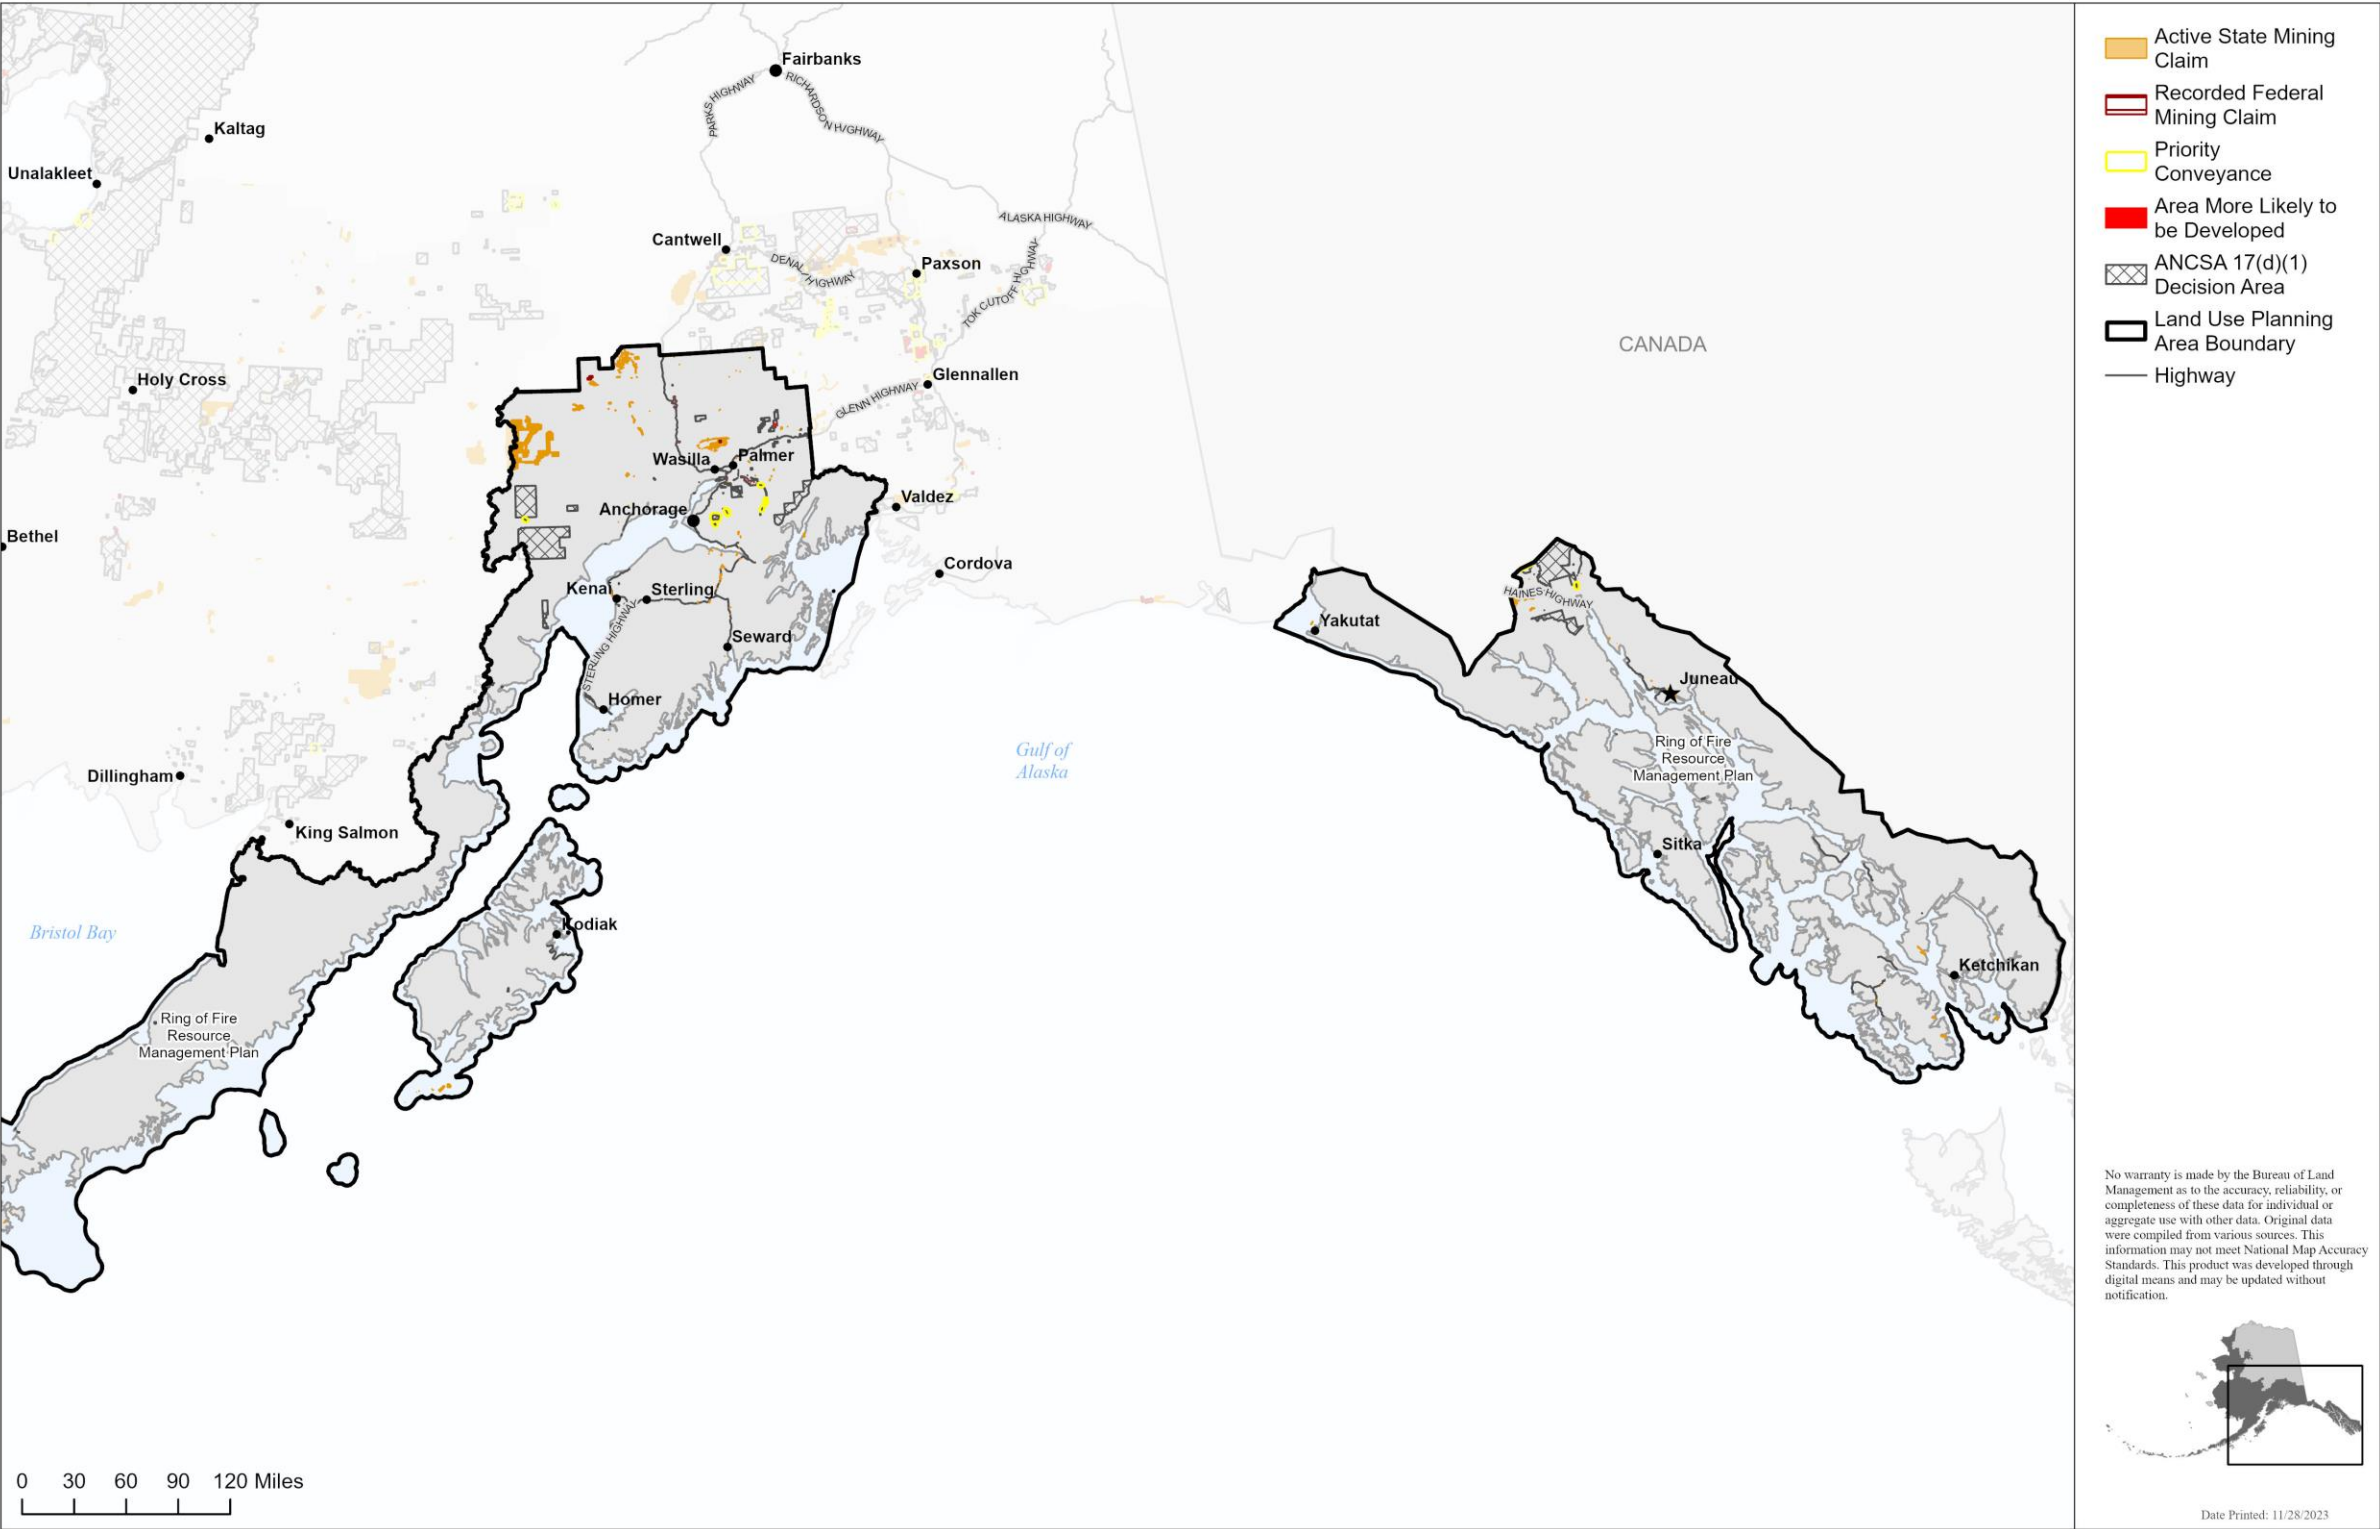 Fairbanks
PARKS HIGHWAY
RICHARDSON HIGHWAY
Kaltag
Unalakleet
ALASKA HIGHWAY
Cantwell
DENALI HIGHWAY
Paxson
TOK CUTOFF HIGHWAY
CANADA
Holy Cross
Glennallen
GLENN HIGHWAY
Wasilla
Palmer
Anchorage
Valdez
Bethel
Cordova
Kenai
Sterling
STERLING HIGHWAY
HAINES HIGHWAY
Yakutat
Seward
Juneau
Homer
Gulf of
Alaska
Ring of Fire
Resource
Management Plan
Dillingham
King Salmon
Sitka
Bristol Bay
Kodiak
Ketchikan
Ring of Fire
Resource
Management Plan
0 30 60 90 120 Miles
Active State Mining
Claim
Recorded Federal
Mining Claim
Priority
Conveyance
Area More Likely to
be Developed
ANCSA 17(d)(1)
Decision Area
Land Use Planning
Area Boundary
Highway
No warranty is made by the Bureau of Land
Management as to the accuracy, reliability, or
completeness of these data for individual or
aggregate use with other data. Original data
were compiled from various sources. This
information may not meet National Map Accuracy
Standards. This product was developed through
digital means and may be updated without
notification.
Date Printed: 11/28/2023